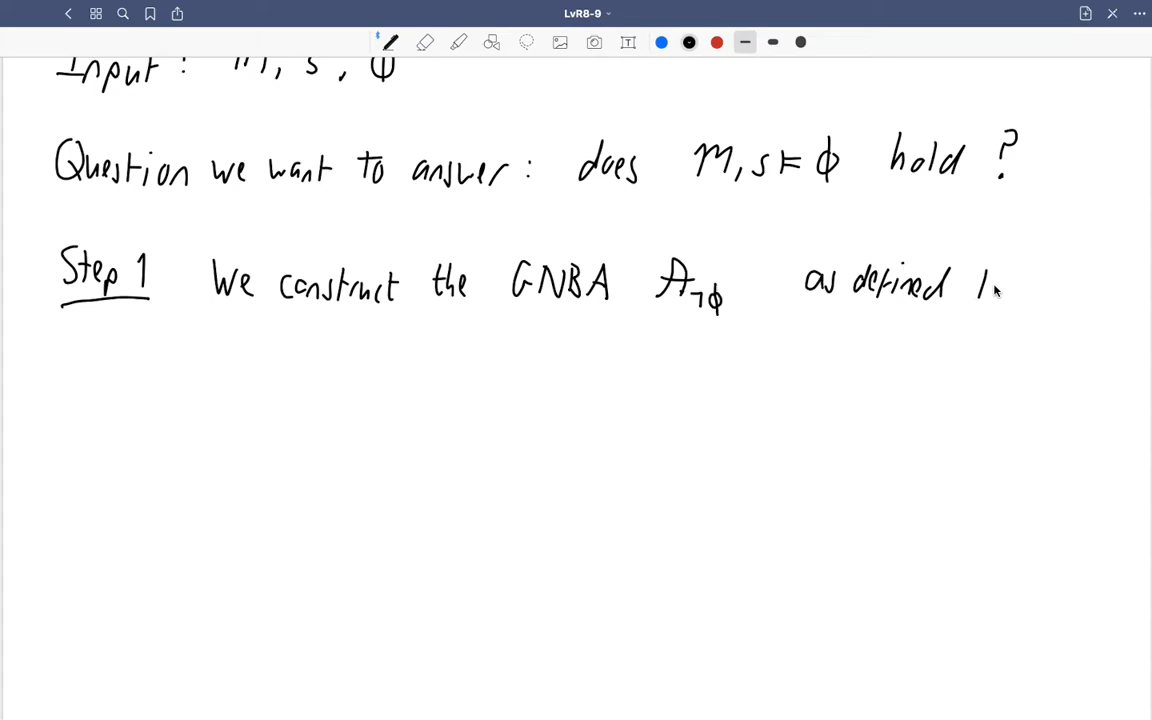 LvR8-9
Input : M, s, ϕ
Question we want to answer : does M, s ⊨ ϕ hold ?
Step 1 We construct the GNBA A¬ϕ as defined